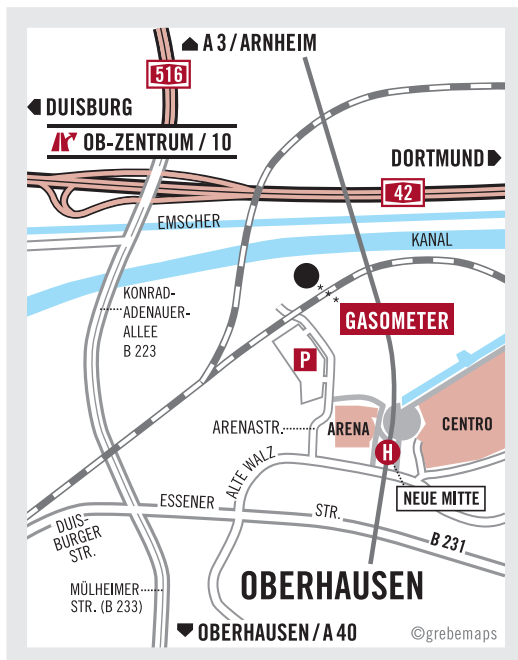 A 3 / ARNHEIM
516
DUISBURG
OB-ZENTRUM / 10
DORTMUND
42
EMSCHER
KANAL
KONRAD-
ADENAUER-
ALLEE
B 223
GASOMETER
P
ARENASTR.
ARENA
CENTRO
H
ALTE WALZ
NEUE MITTE
ESSENER
STR.
DUIS-
BURGER
STR.
B 231
MÜLHEIMER
STR. (B 233)
OBERHAUSEN
OBERHAUSEN / A 40
©grebemaps